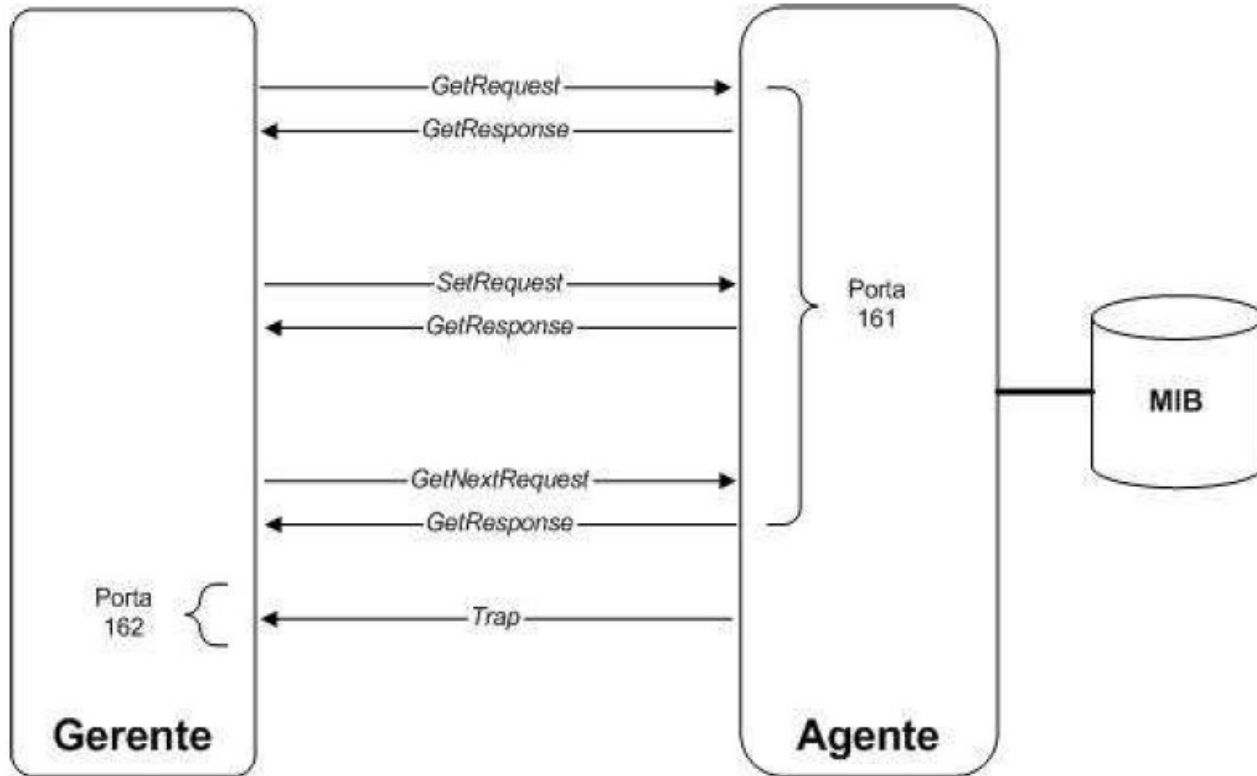 GetRequest
GetResponse
SetRequest
GetResponse
Porta
161
MIB
GetNextRequest
GetResponse
Porta
162
Trap
Gerente
Agente